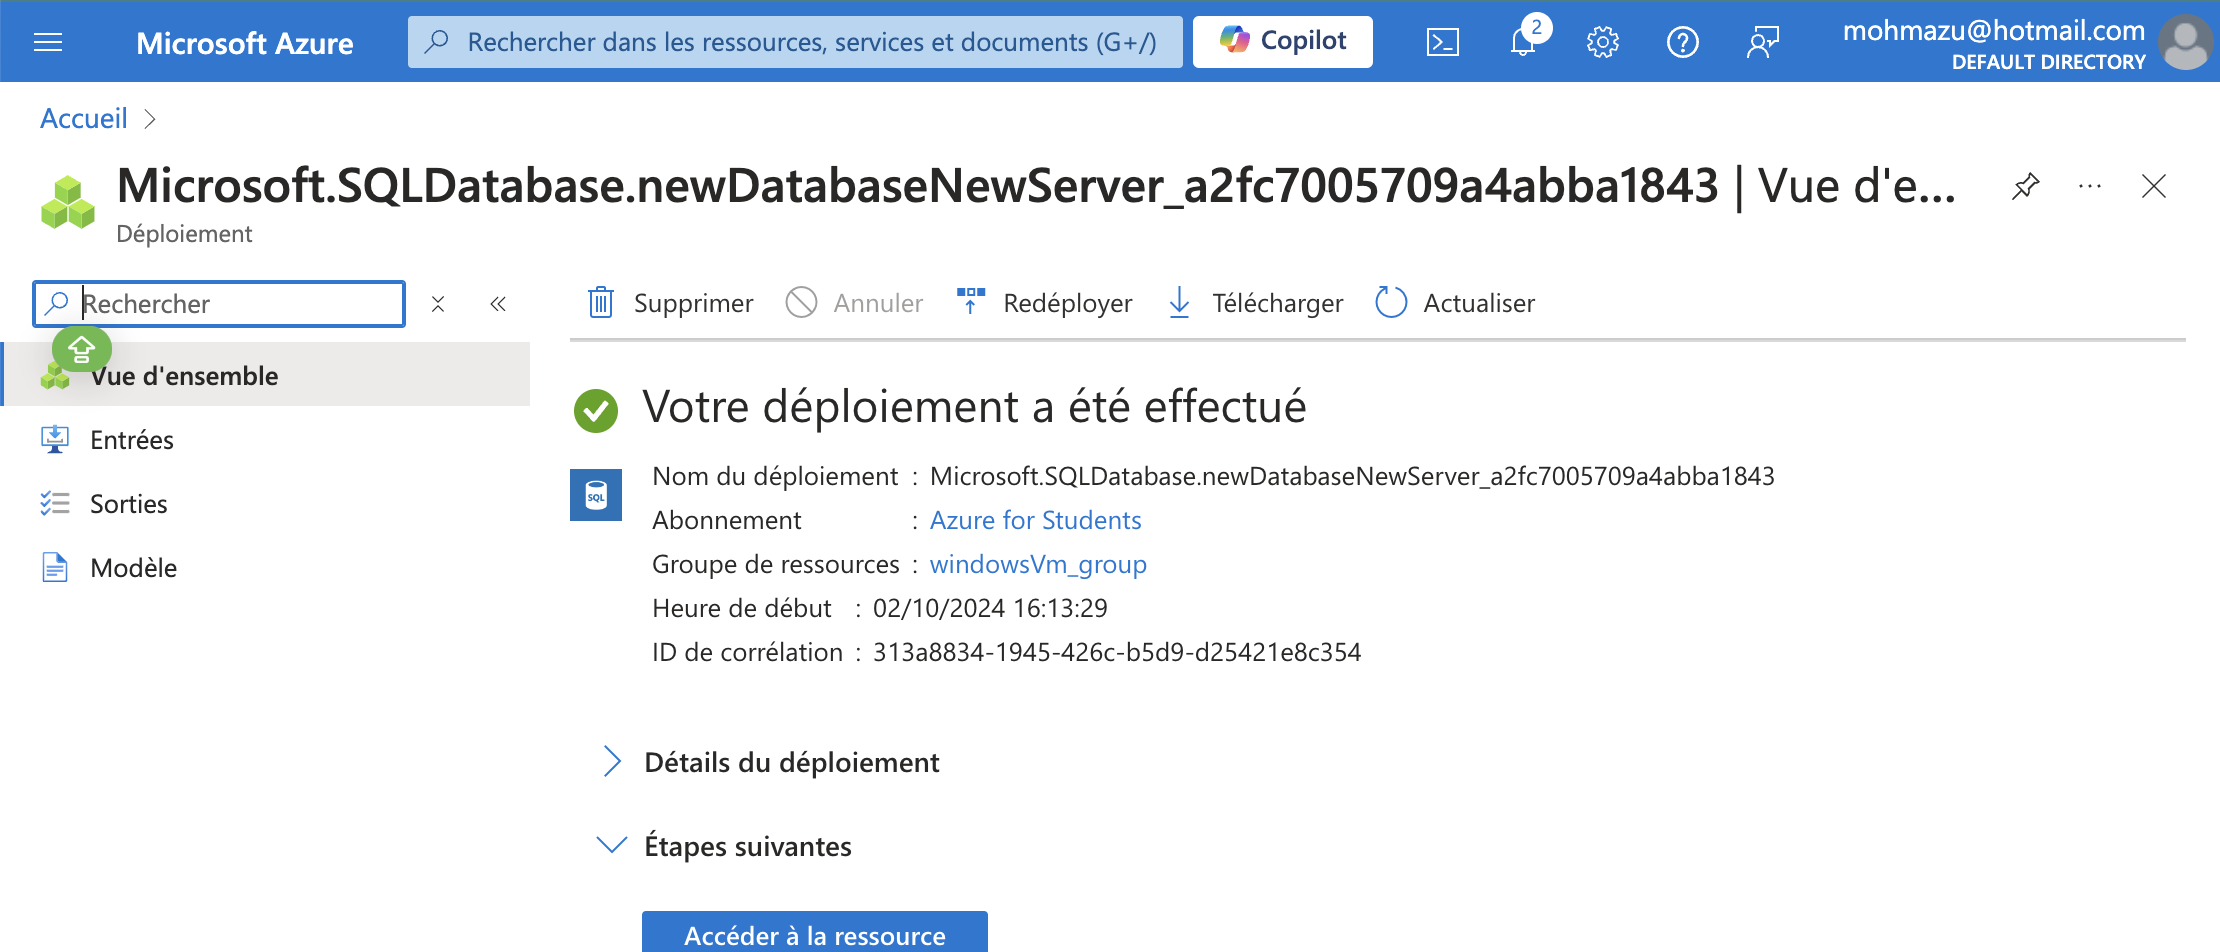 Microsoft Azure
Rechercher dans les ressources, services et documents (G+/)
Copilot
2
mohmazu@hotmail.com
DEFAULT DIRECTORY
Accueil
Microsoft.SQLDatabase.newDatabaseNewServer_a2fc7005709a4abba1843 | Vue d'e...
Déploiement
Rechercher
Supprimer
Annuler
Redéployer
Télécharger
Actualiser
Vue d'ensemble
Entrées
Sorties
Modèle
Votre déploiement a été effectué
SQL
Nom du déploiement : Microsoft.SQLDatabase.newDatabaseNewServer_a2fc7005709a4abba1843
Abonnement : Azure for Students
Groupe de ressources : windowsVm_group
Heure de début : 02/10/2024 16:13:29
ID de corrélation : 313a8834-1945-426c-b5d9-d25421e8c354
Détails du déploiement
Étapes suivantes
Accéder à la ressource